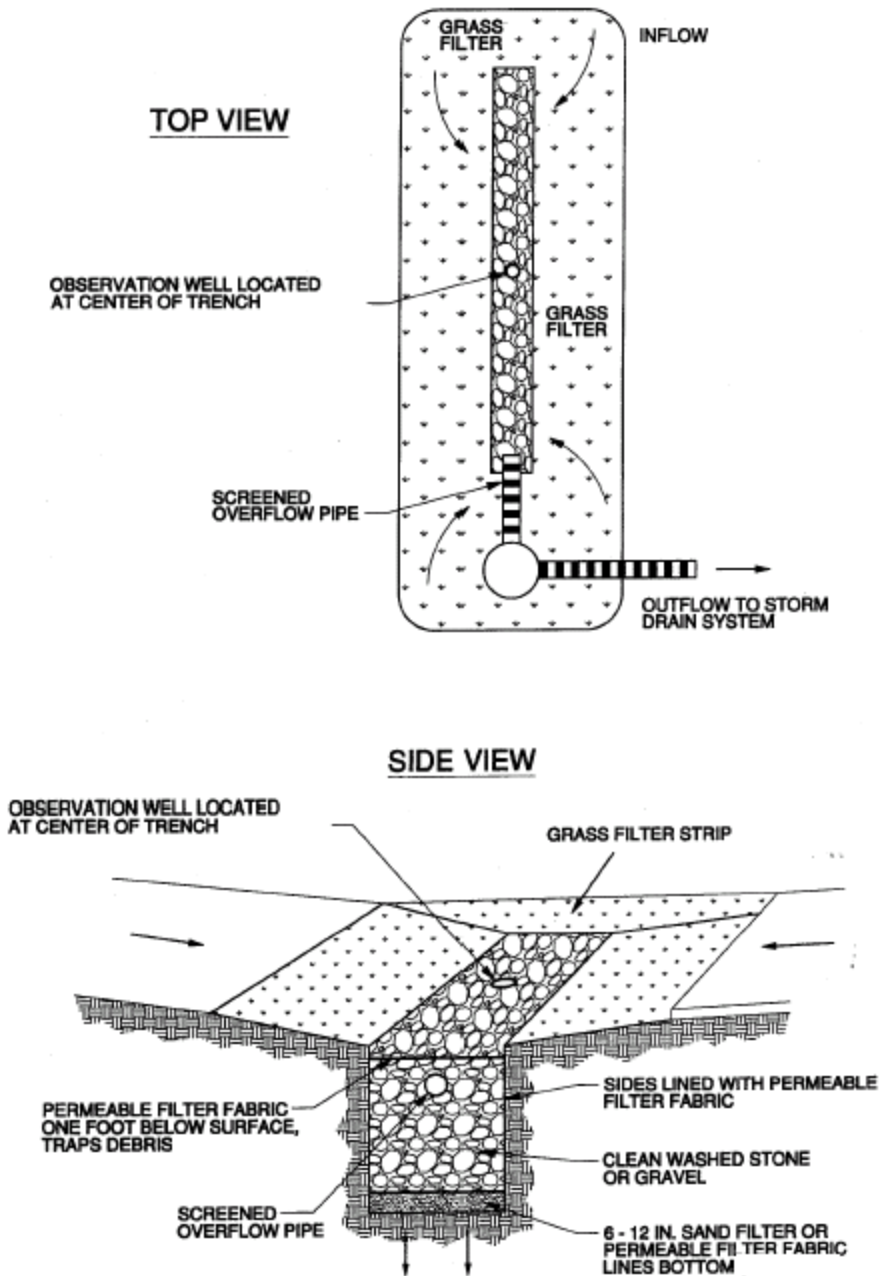 GRASS
FILTER
INFLOW
TOP VIEW
OBSERVATION WELL LOCATED
AT CENTER OF TRENCH
GRASS
FILTER
SCREENED
OVERFLOW PIPE
OUTFLOW TO STORM
DRAIN SYSTEM
SIDE VIEW
OBSERVATION WELL LOCATED
AT CENTER OF TRENCH
GRASS FILTER STRIP
PERMEABLE FILTER FABRIC
ONE FOOT BELOW SURFACE,
TRAPS DEBRIS
SIDES LINED WITH PERMEABLE
FILTER FABRIC
CLEAN WASHED STONE
OR GRAVEL
SCREENED
OVERFLOW PIPE
6 - 12 IN. SAND FILTER OR
PERMEABLE FILTER FABRIC
LINES BOTTOM